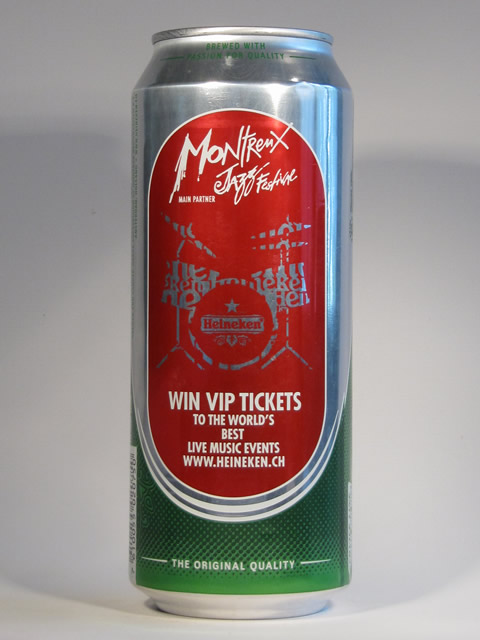 BREWED WITH
PASSION FOR QUALITY
MONTREUX
JAZZ Festival
MAIN PARTNER
Heineken
WIN VIP TICKETS
TO THE WORLD'S
BEST
LIVE MUSIC EVENTS
WWW.HEINEKEN.CH
THE ORIGINAL QUALITY